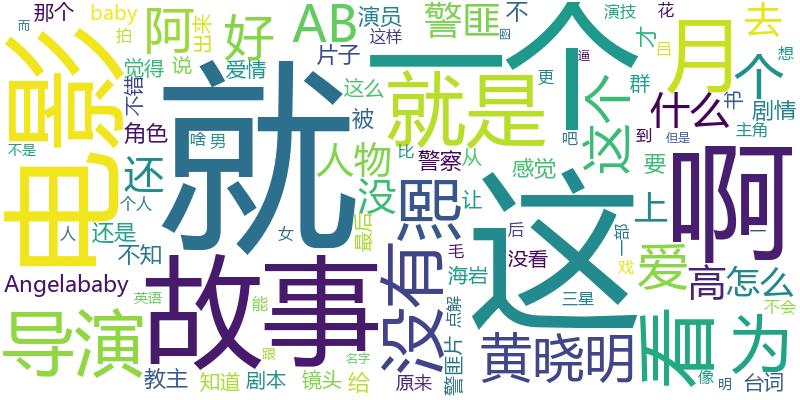 那个
baby
阿
好
AB
演员
这样
警匪
不
演技
花
去
而
拍
出来
觉得
说
爱情
片子
才
想
电影
不错
就
一个
月
个
这么
更
群
书
剧情
角色
啥
男
被
就是
这个
什么
吧
到
但是
主角
不是
还
人物
没
比
警察
从
感觉
要
啊
个人
熙
让
上
人
还是
不知
女
最后
没有
这
后
一部
爱
高
怎么
Angelababy
故事
毛
海岩
没看
戏
英语
能
三星
不会
导演
点解
黄晓明
看
为
教主
知道
剧本
跟
镜头
名字
给
原来
警匪片
像
明
台词